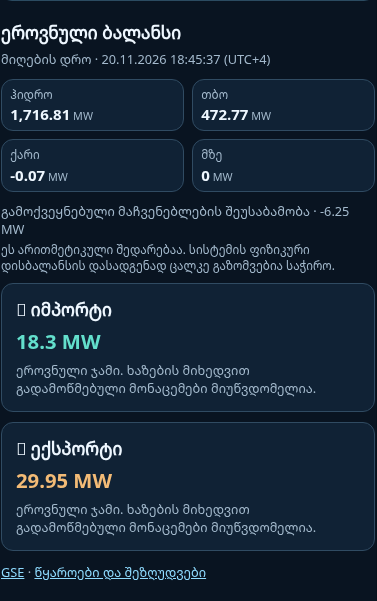 ეროვნული ბალანსი
მიღების დრო · 20.11.2026 18:45:37 (UTC+4)
ჰიდრო
1,716.81 MW
თბო
472.77 MW
ქარი
-0.07 MW
მზე
0 MW
გამოქვეყნებული მაჩვენებლების შეუსაბამობა · -6.25
MW
ეს არითმეტიკული შედარებაა. სისტემის ფიზიკური
დისბალანსის დასადგენად ცალკე გაზომვებია საჭირო.
იმპორტი
18.3 MW
ეროვნული ჯამი. ხაზების მიხედვით
გადამოწმებული მონაცემები მიუწვდომელია.
ექსპორტი
29.95 MW
ეროვნული ჯამი. ხაზების მიხედვით
გადამოწმებული მონაცემები მიუწვდომელია.
GSE · წყაროები და შეზღუდვები